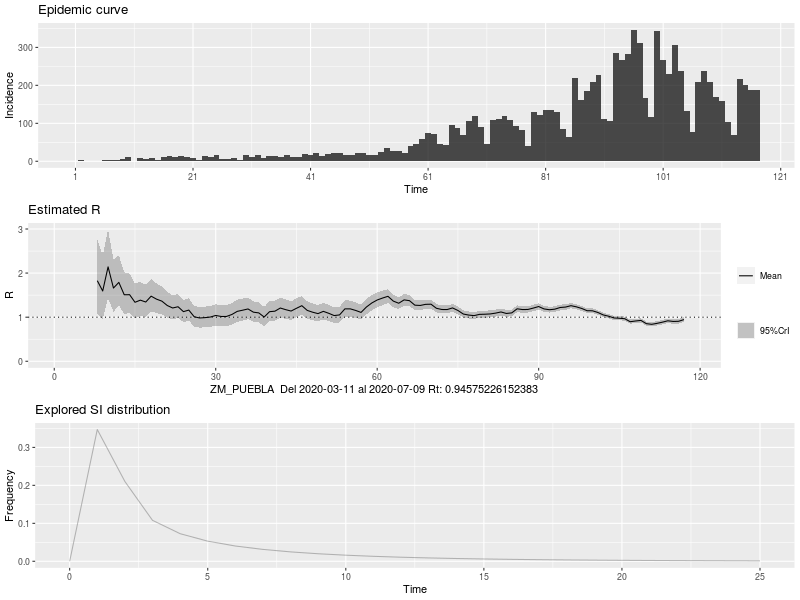 Epidemic curve
300
200
100
0
Incidence
1 21 41 61 81 101 121
Time
Estimated R
3
2
1
0
R
Mean
95%CrI
0 30 60 90 120
ZM_PUEBLA Del 2020-03-11 al 2020-07-09 Rt: 0.94575226152383
Explored SI distribution
0.3
0.2
0.1
0.0
Frequency
0 5 10 15 20 25
Time